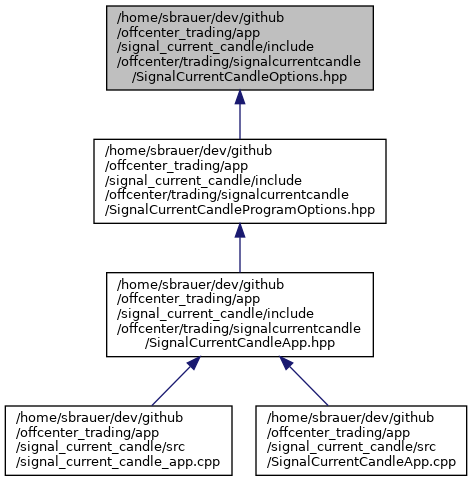 /home/sbrauer/dev/github
/offcenter_trading/app
/signal_current_candle/include
/offcenter/trading/signalcurrentcandle
/SignalCurrentCandleOptions.hpp
/home/sbrauer/dev/github
/offcenter_trading/app
/signal_current_candle/include
/offcenter/trading/signalcurrentcandle
/SignalCurrentCandleProgramOptions.hpp
/home/sbrauer/dev/github
/offcenter_trading/app
/signal_current_candle/include
/offcenter/trading/signalcurrentcandle
/SignalCurrentCandleApp.hpp
/home/sbrauer/dev/github
/offcenter_trading/app
/signal_current_candle/src
/signal_current_candle_app.cpp
/home/sbrauer/dev/github
/offcenter_trading/app
/signal_current_candle/src
/SignalCurrentCandleApp.cpp